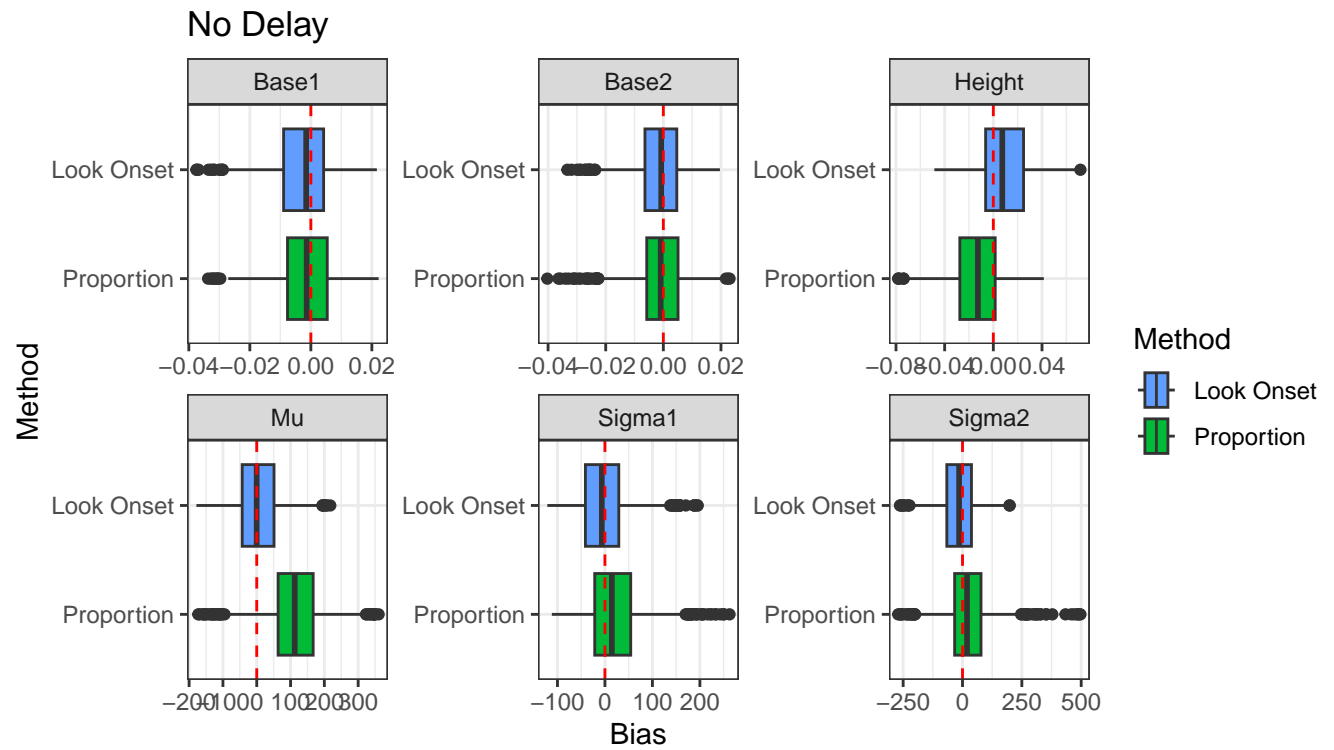 No Delay
Base1 Base2 Height
Look Onset Look Onset Look Onset
Proportion Proportion Proportion
−0.04 −0.02 0.00 0.02 −0.04 −0.02 0.00 0.02 −0.08 −0.04 0.00 0.04
Mu Sigma1 Sigma2
Look Onset Look Onset Look Onset
Proportion Proportion Proportion
−200 −100 0 100 200 300 −100 0 100 200 −250 0 250 500
Bias
Method
Method
Look Onset
Proportion